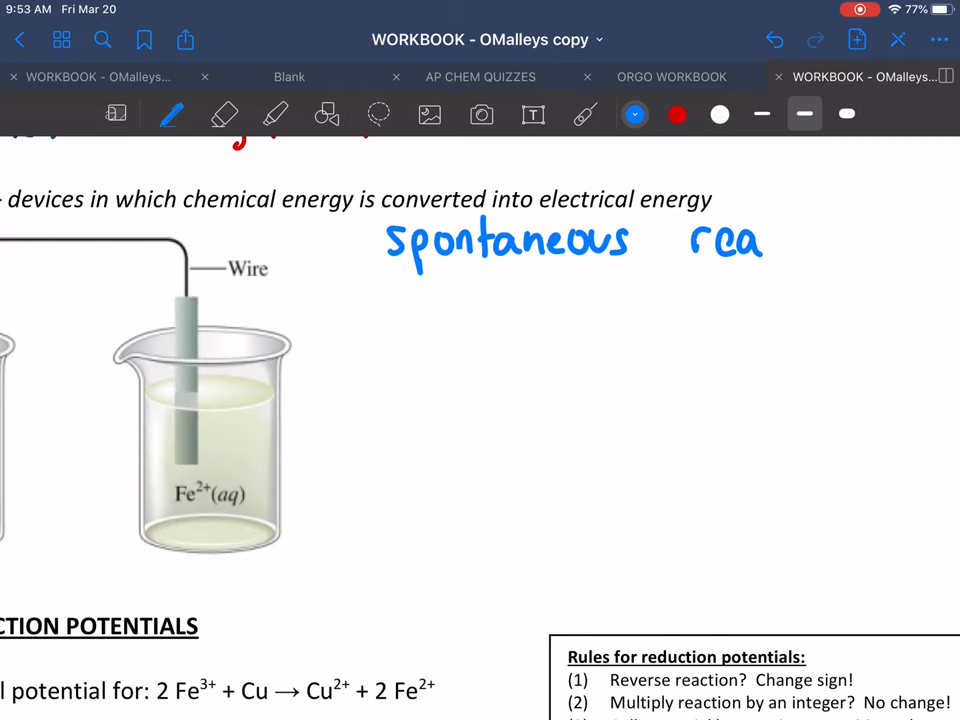 9:53 AM Fri Mar 20
77%
WORKBOOK - OMalleys copy
WORKBOOK - OMalleys...
Blank
AP CHEM QUIZZES
ORGO WORKBOOK
WORKBOOK - OMalleys...
devices in which chemical energy is converted into electrical energy
spontaneous rea
Wire
Fe²⁺(aq)
CTION POTENTIALS
l potential for: 2 Fe³⁺ + Cu → Cu²⁺ + 2 Fe²⁺
Rules for reduction potentials:
(1) Reverse reaction? Change sign!
(2) Multiply reaction by an integer? No change!